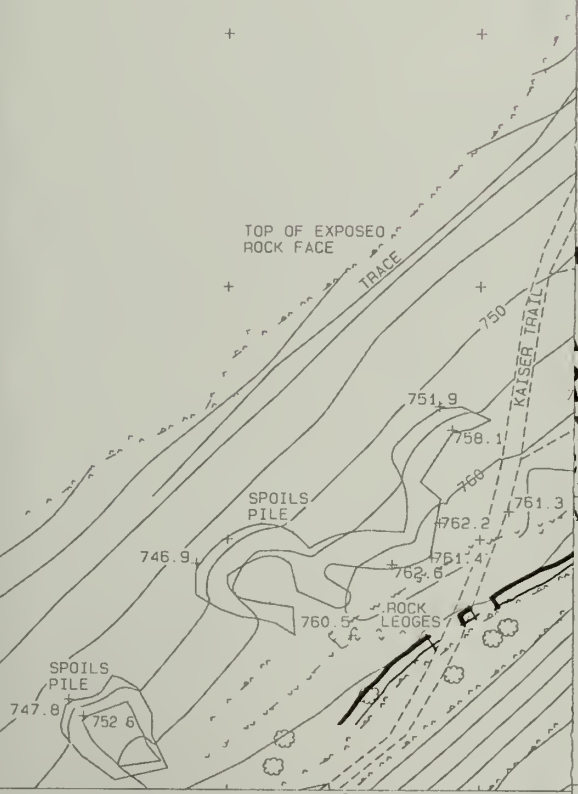 TOP OF EXPOSEO
ROCK FACE
TRACE
750
KAISER TRAIL
751.9
758.1
760
SPOILS
PILE
761.3
762.2
746.9
761.4
762.6
760.5
ROCK
LEDGES
SPOILS
PILE
747.8
752 6